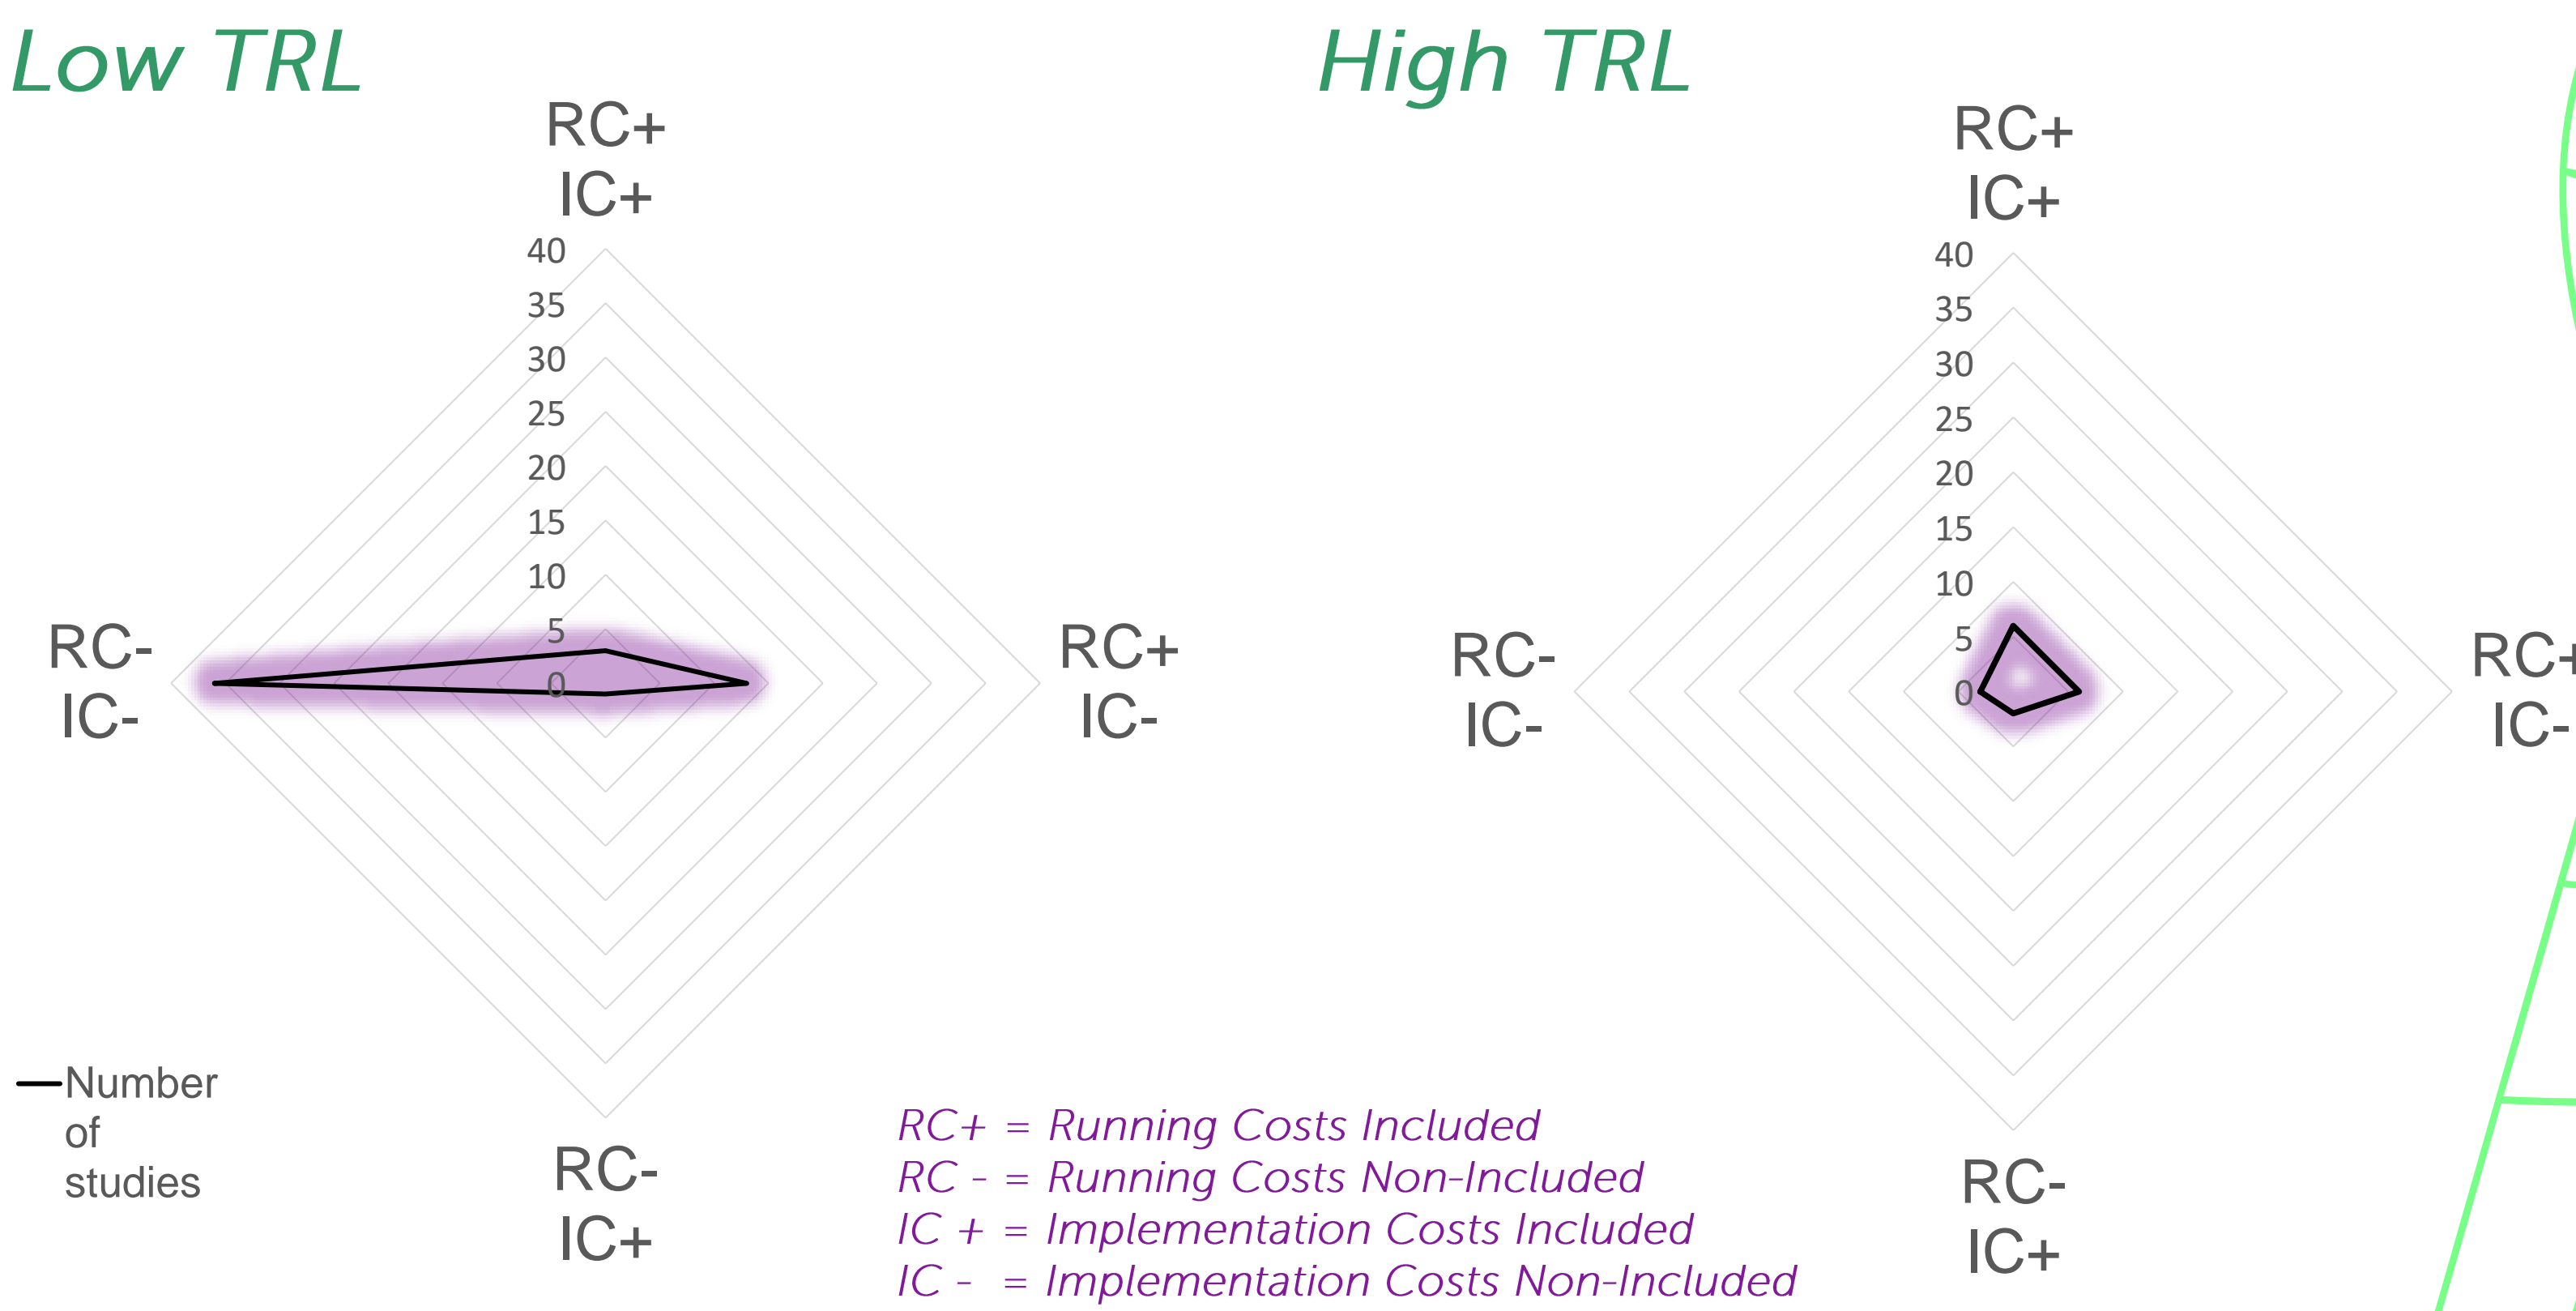 Low TRL
RC+
IC+
40
35
30
25
20
15
10
5
0
RC-
IC-
RC+
IC-
RC-
IC+
Number
of
studies
High TRL
RC+
IC+
40
35
30
25
20
15
10
5
0
RC-
IC-
RC+
IC-
RC-
IC+
RC+ = Running Costs Included
RC - = Running Costs Non-Included
IC + = Implementation Costs Included
IC - = Implementation Costs Non-Included